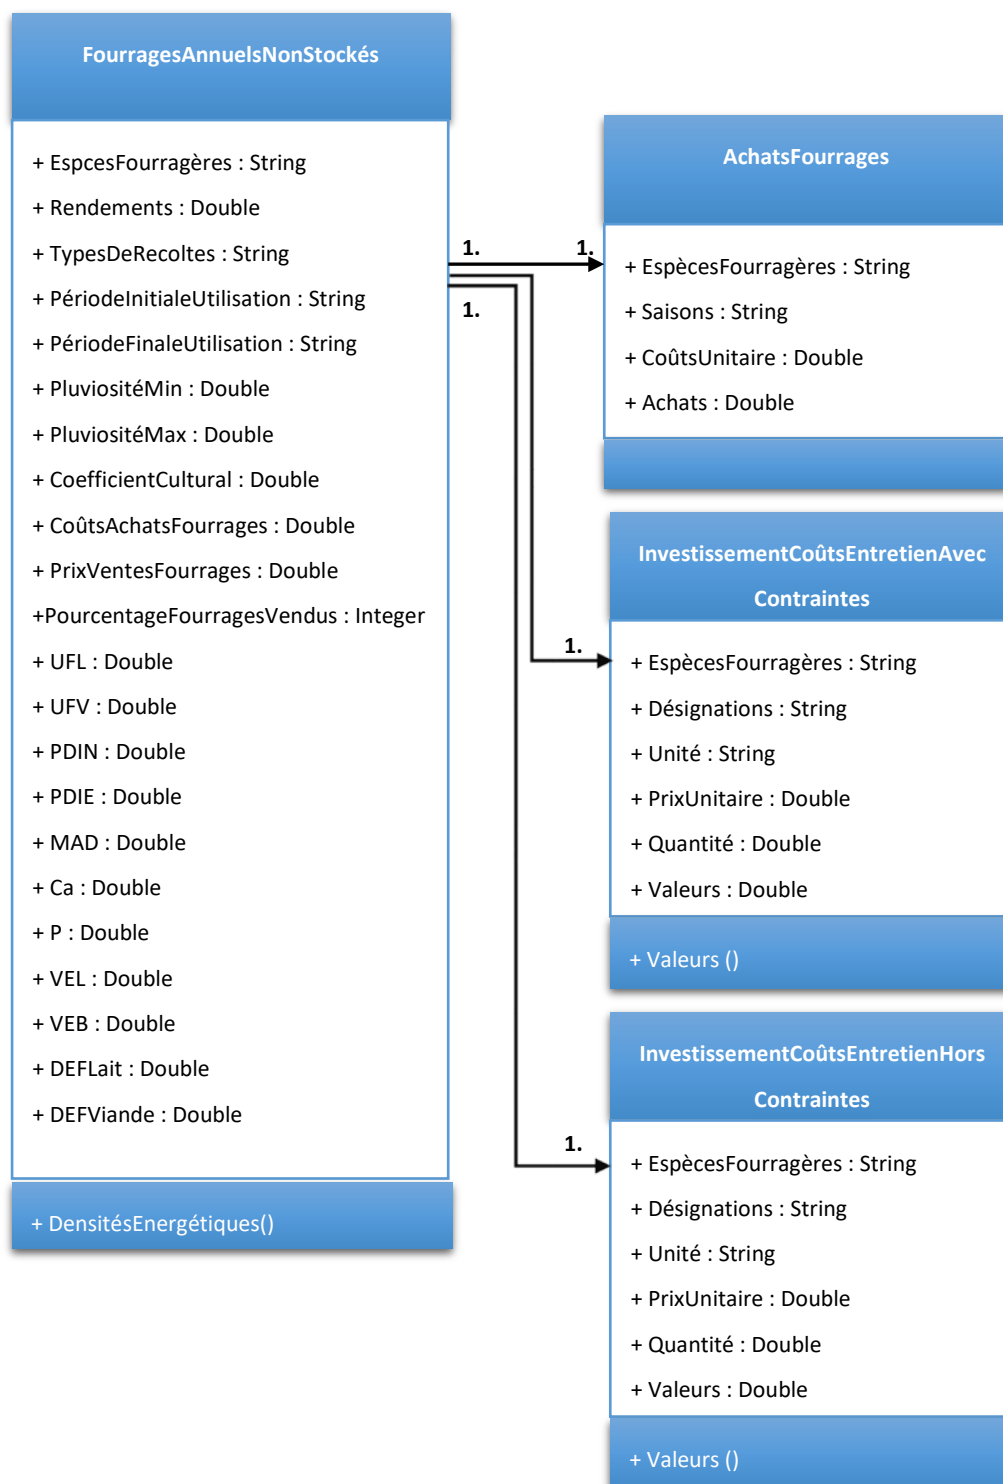 FourragesAnnuelsNonStockés
+ EspcesFourragères : String
+ Rendements : Double
+ TypesDeRecoltes : String
+ PériodeInitialeUtilisation : String
+ PériodeFinaleUtilisation : String
+ PluviositéMin : Double
+ PluviositéMax : Double
+ CoefficientCultural : Double
+ CoûtsAchatsFourrages : Double
+ PrixVentesFourrages : Double
+PourcentageFourragesVendus : Integer
+ UFL : Double
+ UFV : Double
+ PDIN : Double
+ PDIE : Double
+ MAD : Double
+ Ca : Double
+ P : Double
+ VEL : Double
+ VEB : Double
+ DEFLait : Double
+ DEFViande : Double
+ DensitésEnergétiques()
1.
1.
1.
AchatsFourrages
+ EspècesFourragères : String
+ Saisons : String
+ CoûtsUnitaire : Double
+ Achats : Double
1.
InvestissementCoûtsEntretienAvec
Contraintes
+ EspècesFourragères : String
+ Désignations : String
+ Unité : String
+ PrixUnitaire : Double
+ Quantité : Double
+ Valeurs : Double
+ Valeurs ()
1.
InvestissementCoûtsEntretienHors
Contraintes
+ EspècesFourragères : String
+ Désignations : String
+ Unité : String
+ PrixUnitaire : Double
+ Quantité : Double
+ Valeurs : Double
+ Valeurs ()